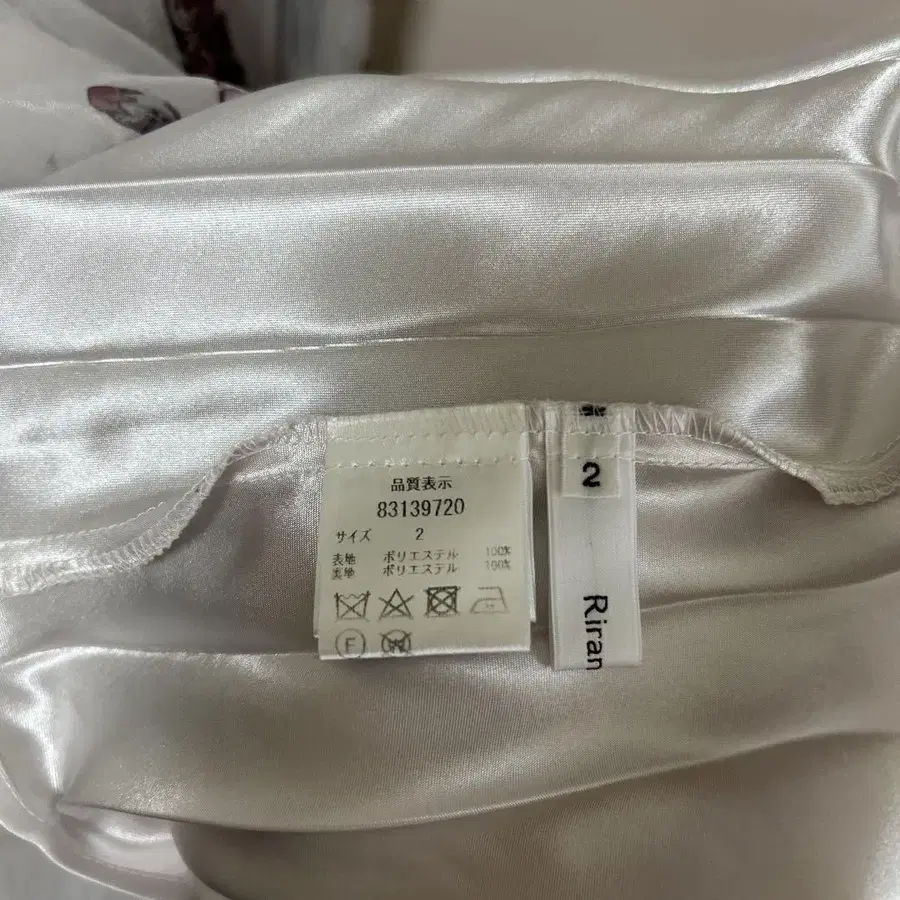 品質表示
83139720
サイズ 2
表地 ポリエステル 100%
裏地 ポリエステル 100%
F
W
2
Riran